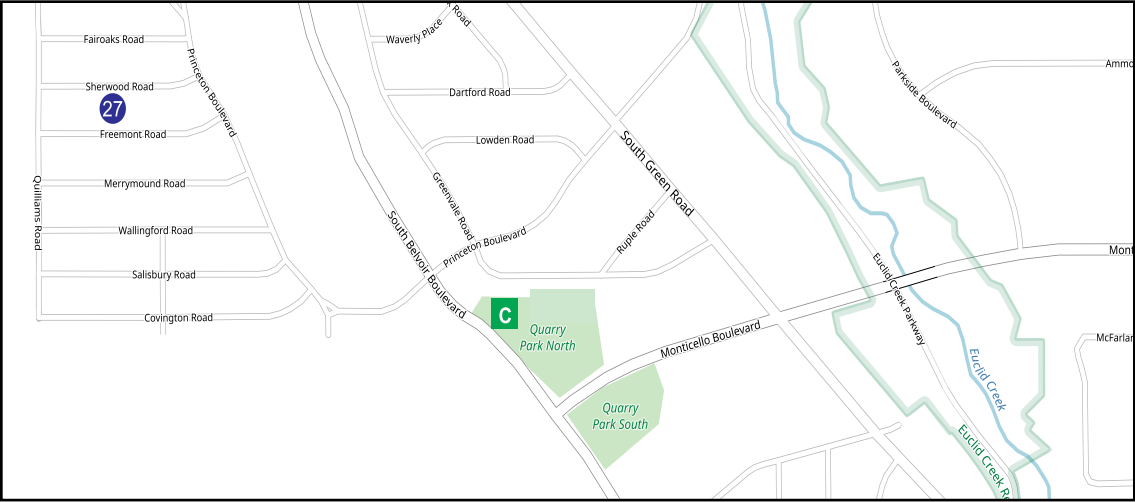 Road
Waverly Place
Fairoaks Road
Ammo
Princeton Boulevard
Sherwood Road
Dartford Road
Parkside Boulevard
27
Freemont Road
Lowden Road
South Green Road
Merrymound Road
Quilliams Road
Greenvale Road
Wallingford Road
South Belvoir Boulevard
Princeton Boulevard
Ruple Road
Mont
Salisbury Road
Euclid Creek Parkway
Covington Road
C
Quarry
Park North
Monticello Boulevard
McFarlan
Euclid Creek
Quarry
Park South
Euclid Creek Re